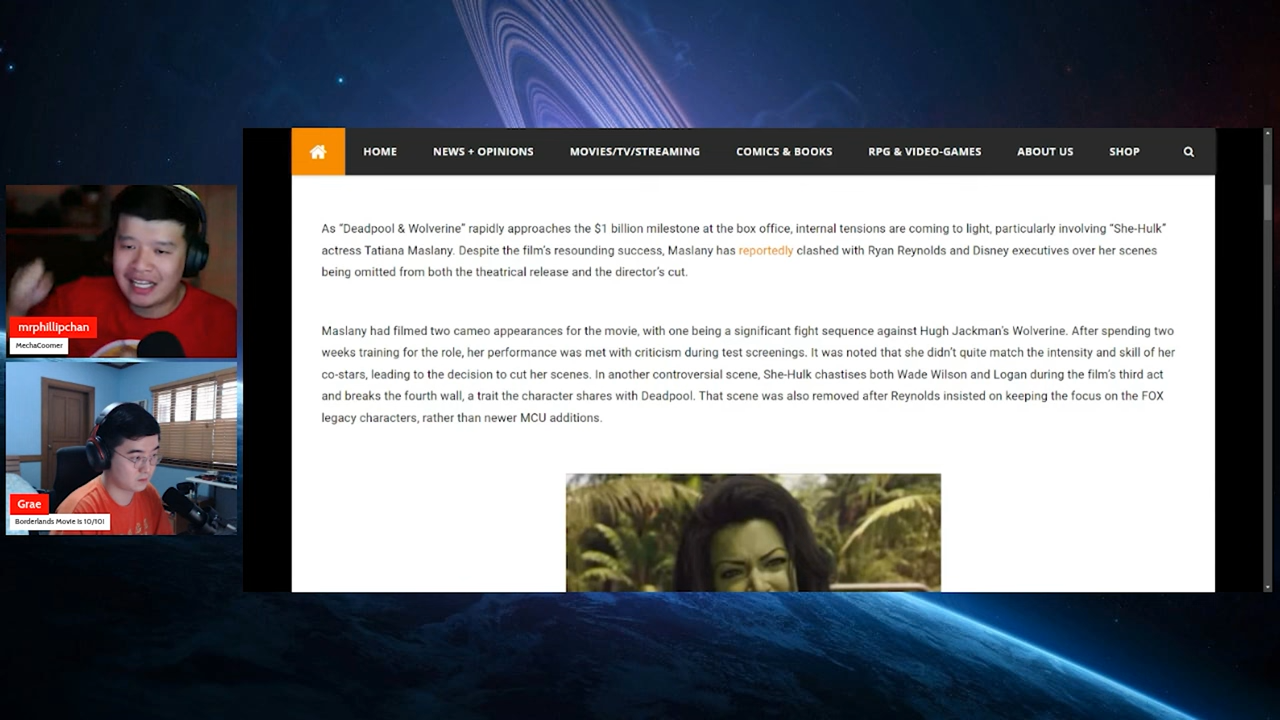 HOME NEWS + OPINIONS MOVIES/TV/STREAMING COMICS & BOOKS RPG & VIDEO-GAMES ABOUT US SHOP
As “Deadpool & Wolverine” rapidly approaches the $1 billion milestone at the box office, internal tensions are coming to light, particularly involving “She-Hulk”
actress Tatiana Maslany. Despite the film’s resounding success, Maslany has reportedly clashed with Ryan Reynolds and Disney executives over her scenes
being omitted from both the theatrical release and the director’s cut.
Maslany had filmed two cameo appearances for the movie, with one being a significant fight sequence against Hugh Jackman’s Wolverine. After spending two
weeks training for the role, her performance was met with criticism during test screenings. It was noted that she didn’t quite match the intensity and skill of her
co-stars, leading to the decision to cut her scenes. In another controversial scene, She-Hulk chastises both Wade Wilson and Logan during the film’s third act
and breaks the fourth wall, a trait the character shares with Deadpool. That scene was also removed after Reynolds insisted on keeping the focus on the FOX
legacy characters, rather than newer MCU additions.
mrphillipchan
MechaCoomer
Grae
Borderlands Movie Is 10/10!